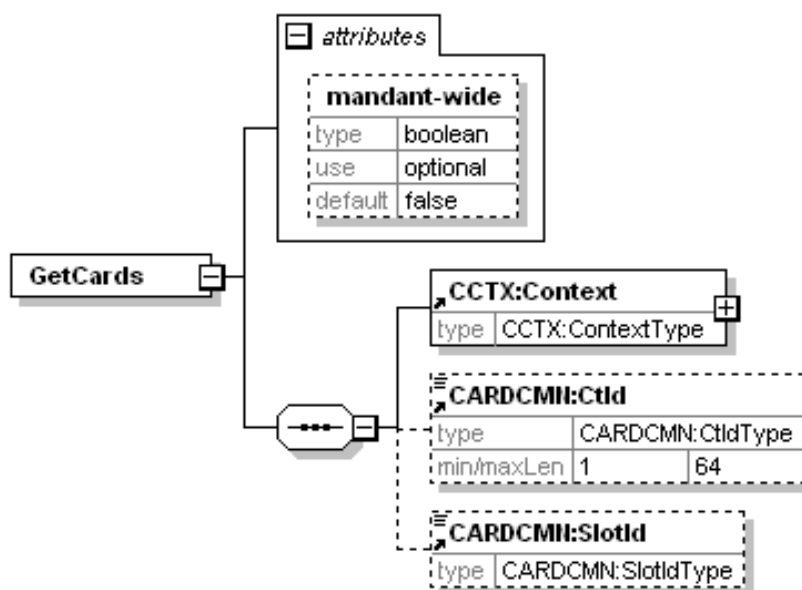 attributes
mandant-wide
type boolean
use optional
default false
GetCards
CCTX:Context
type CCTX:ContextType
CARDCMN:CtId
type CARDCMN:CtIdType
min/maxLen 1 64
CARDCMN:SlotId
type CARDCMN:SlotIdType